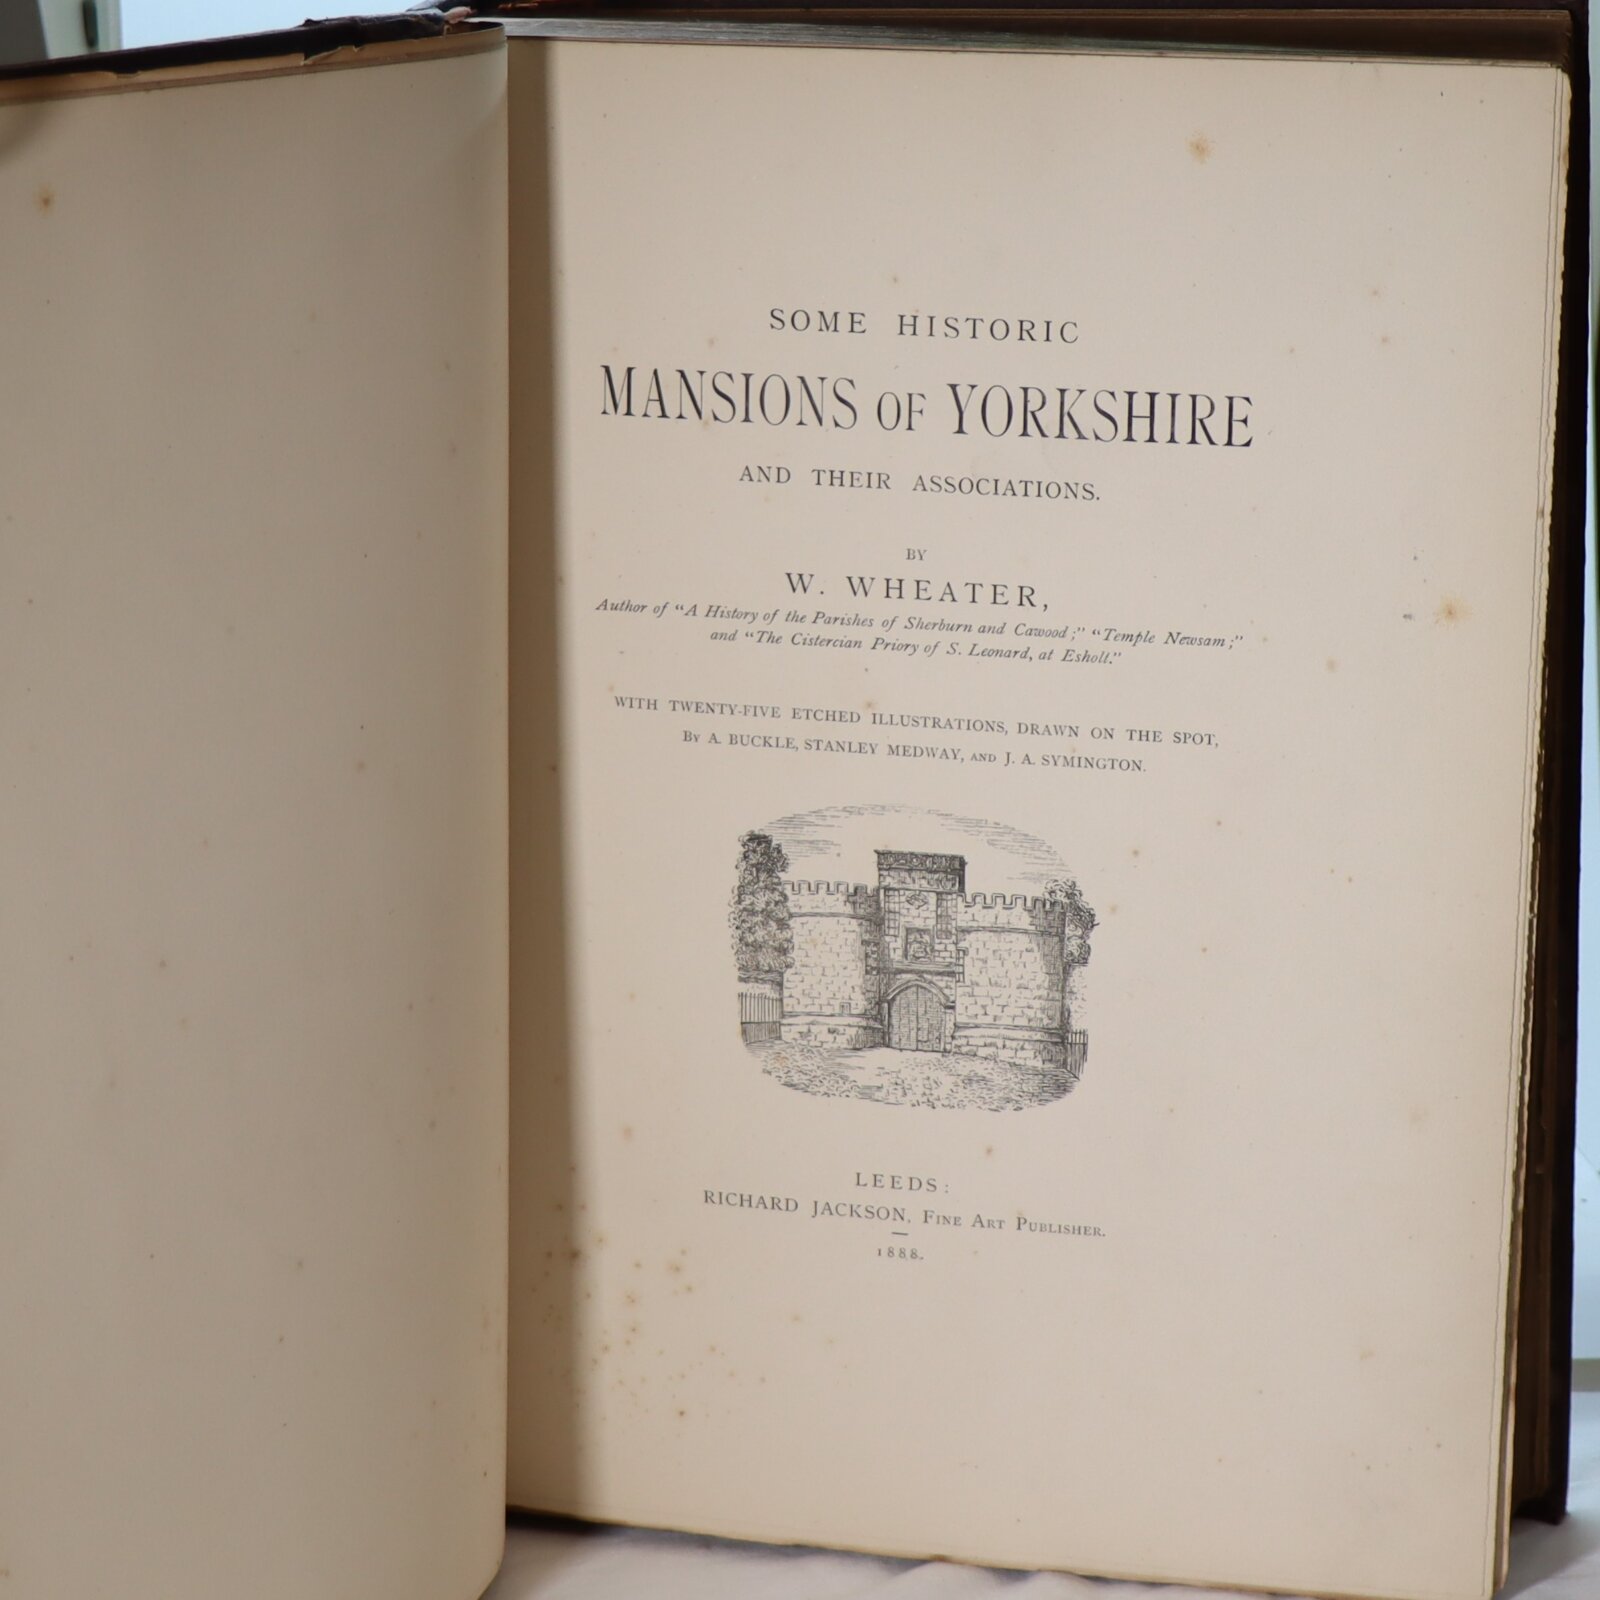 SOME HISTORIC
MANSIONS OF YORKSHIRE
AND THEIR ASSOCIATIONS.
BY
W. WHEATER,
Author of "A History of the Parishes of Sherburn and Cawood;" "Temple Newsam;"
and "The Cistercian Priory of S. Leonard, at Esholt."
WITH TWENTY-FIVE ETCHED ILLUSTRATIONS, DRAWN ON THE SPOT,
By A. BUCKLE, STANLEY MEDWAY, AND J. A. SYMINGTON.
LEEDS:
RICHARD JACKSON, FINE ART PUBLISHER.
1888.